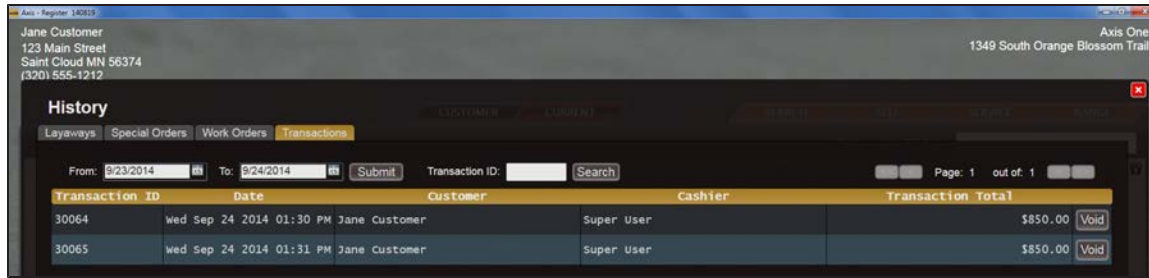 Axis - Register 140819
Jane Customer
Axis One
123 Main Street
1349 South Orange Blossom Trail
Saint Cloud MN 56374
(320) 555-1212
History
CUSTOMER CURRENT
Layaways Special Orders Work Orders Transactions
From: 9/23/2014 To: 9/24/2014 Submit Transaction ID: Search Page: 1 out of: 1
Transaction ID Date Customer Cashier Transaction Total
30064 Wed Sep 24 2014 01:30 PM Jane Customer Super User $850.00 Void
30065 Wed Sep 24 2014 01:31 PM Jane Customer Super User $850.00 Void